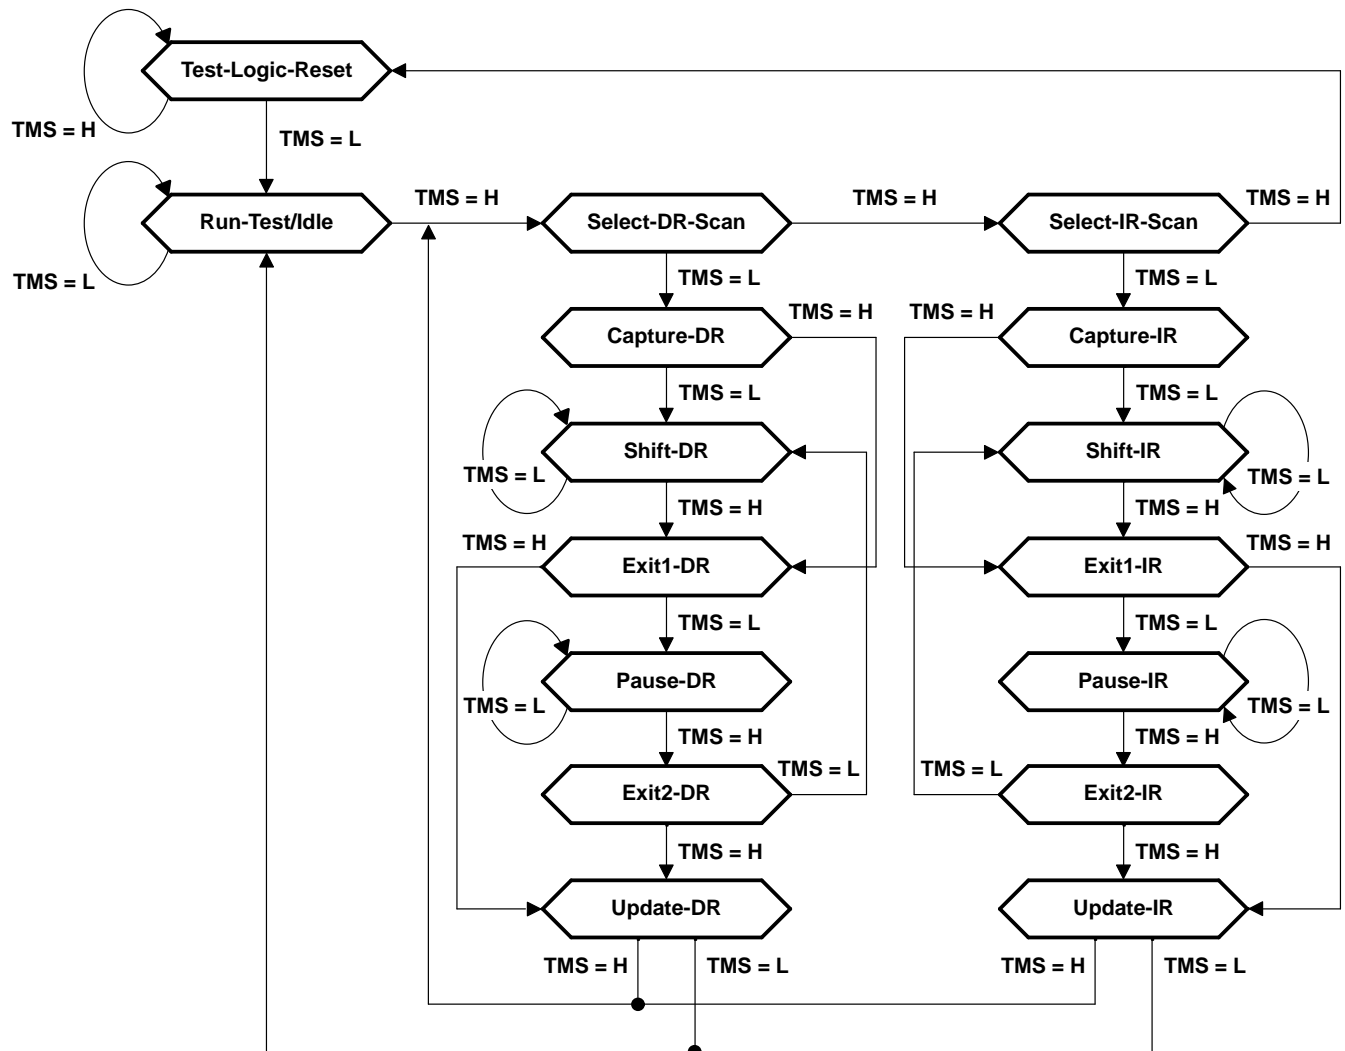 Test-Logic-Reset
TMS = H
TMS = L
TMS = H
TMS = H
TMS = H
Run-Test/Idle
Select-DR-Scan
Select-IR-Scan
TMS = L
TMS = L
TMS = L
TMS = H
TMS = H
Capture-DR
Capture-IR
TMS = L
TMS = L
Shift-DR
Shift-IR
TMS = L
TMS = L
TMS = H
TMS = H
TMS = H
TMS = H
Exit1-DR
Exit1-IR
TMS = L
TMS = L
Pause-DR
Pause-IR
TMS = L
TMS = L
TMS = H
TMS = H
TMS = L
TMS = L
Exit2-DR
Exit2-IR
TMS = H
TMS = H
Update-DR
Update-IR
TMS = H
TMS = L
TMS = H
TMS = L